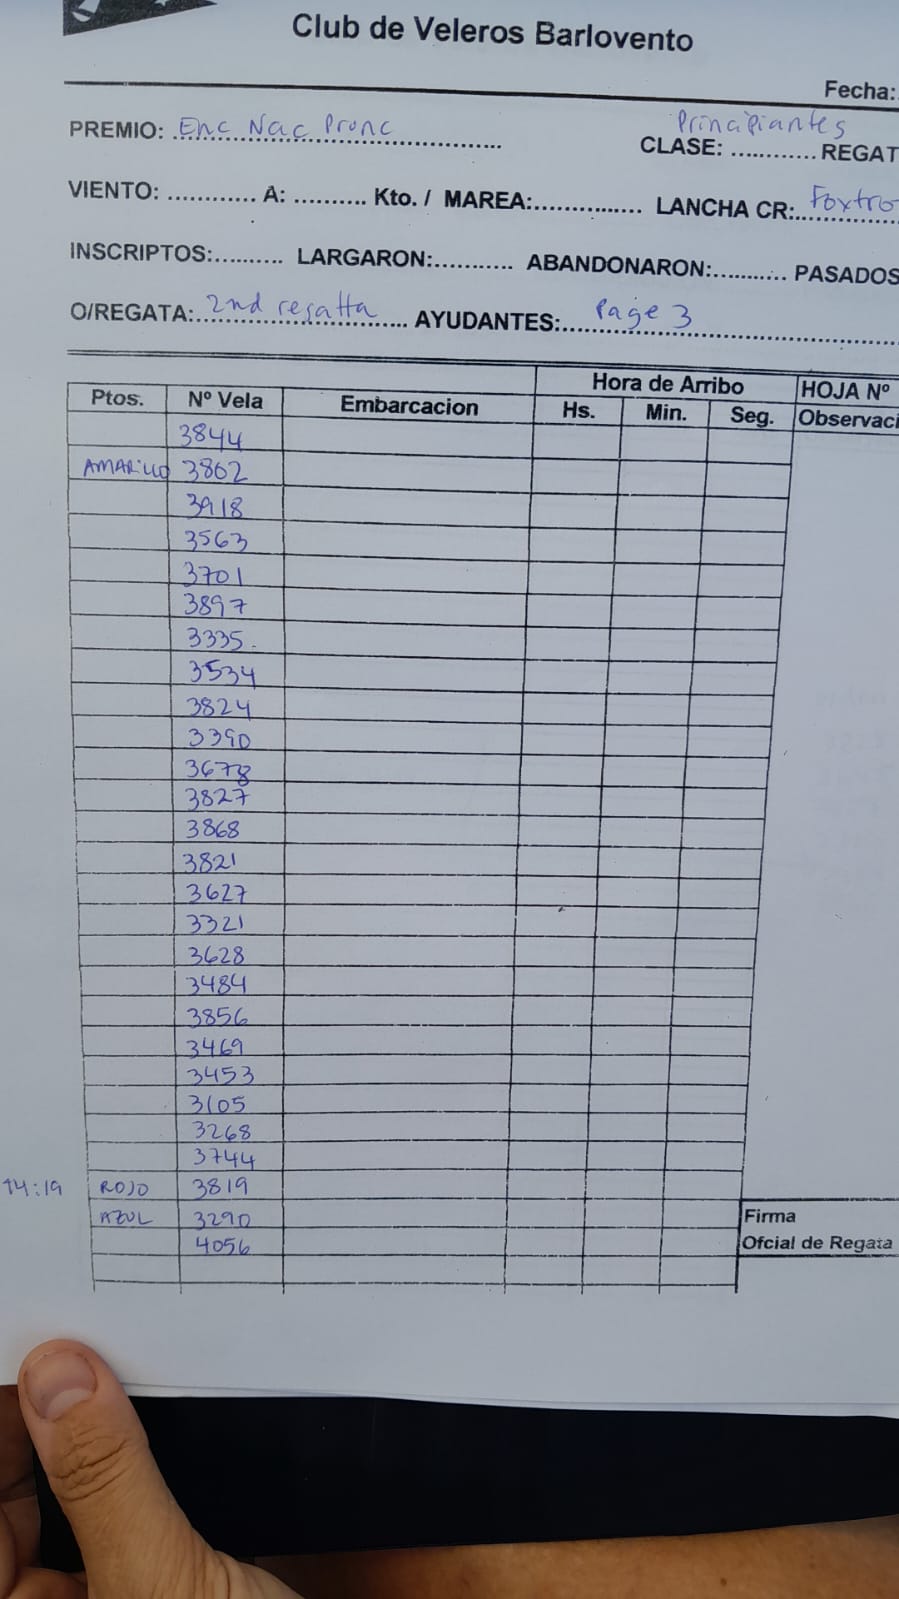 Club de Veleros Barlovento
Fecha:
PREMIO: Enc Nac Prunc
CLASE: Principiantes REGAT
VIENTO: ............ A: .......... Kto. / MAREA:................ LANCHA CR: Foxtro
INSCRIPTOS:.......... LARGARON:........... ABANDONARON:........... PASADOS
O/REGATA: 2nd regatta AYUDANTES: Page 3
Hora de Arribo HOJA Nº
Ptos. Nº Vela Embarcacion Hs. Min. Seg. Observaci
3844
AMARILLO 3862
3918
3563
3701
3897
3335.
3534
3824
3390
3678
3827
3868
3821
3627
3321
3628
3484
3856
3469
3453
3105
3268
3744
14:19 ROJO 3819
AZUL 3290
4056
Firma
Ofcial de Regata